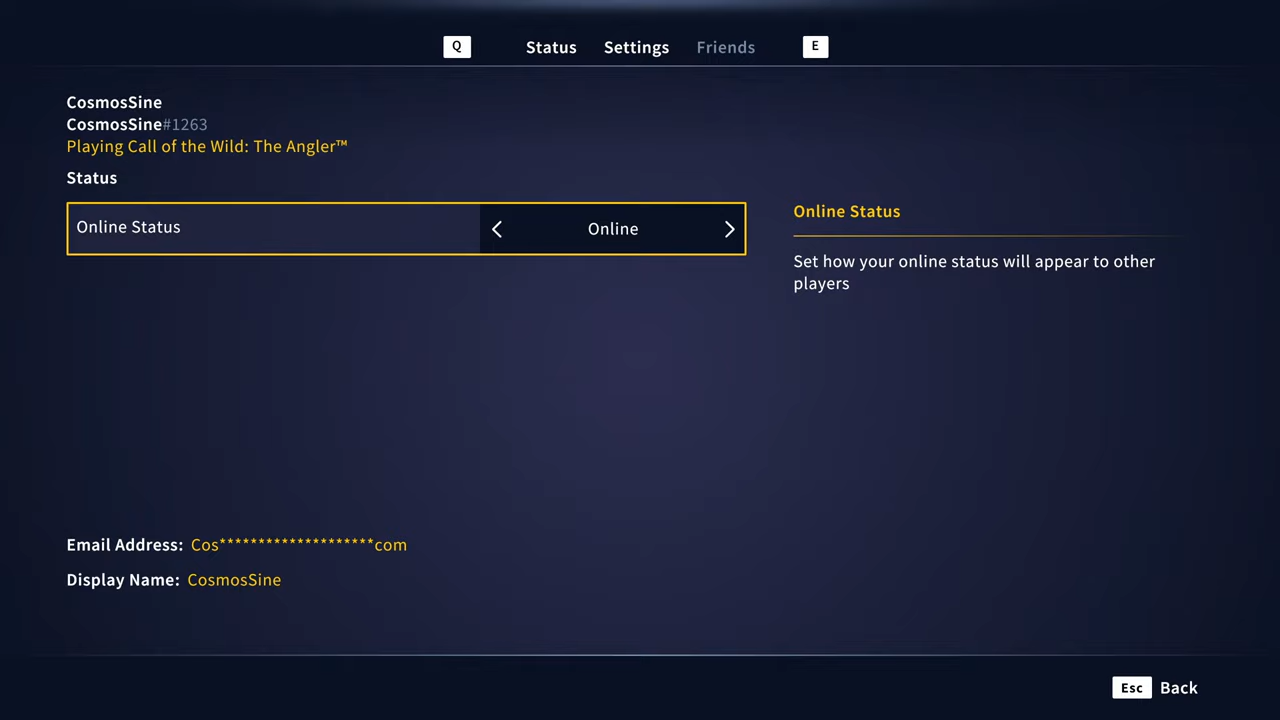 Q Status Settings Friends E
CosmosSine
CosmosSine#1263
Playing Call of the Wild: The Angler™
Status
Online Status Online
Online Status
Set how your online status will appear to other
players
Email Address: Cos********************com
Display Name: CosmosSine
Esc Back